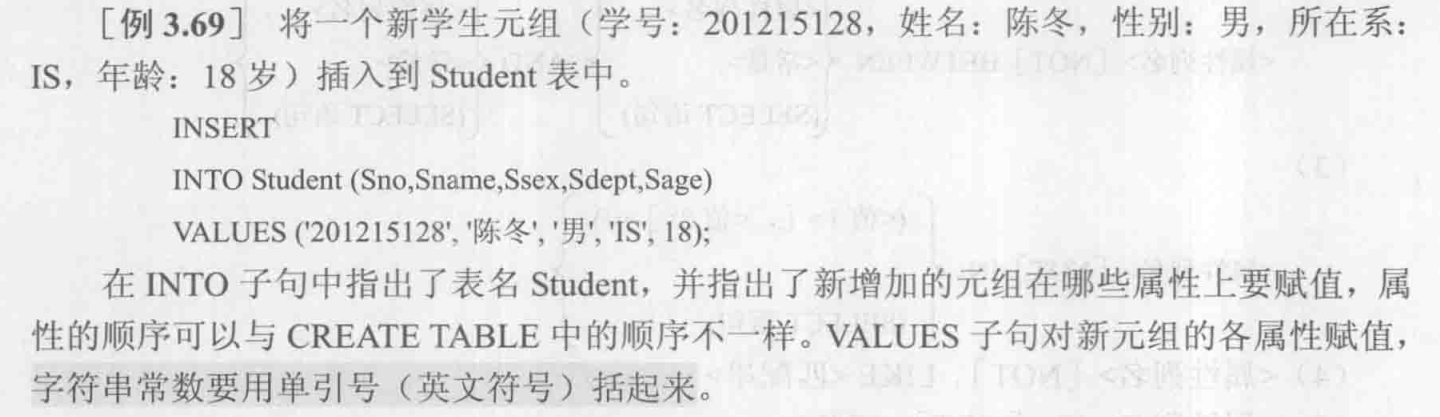 ［例 3.69］ 将一个新学生元组（学号：201215128，姓名：陈冬，性别：男，所在系：
IS，年龄：18 岁）插入到 Student 表中。
INSERT
INTO Student (Sno,Sname,Ssex,Sdept,Sage)
VALUES ('201215128', '陈冬', '男', 'IS', 18);
在 INTO 子句中指出了表名 Student，并指出了新增加的元组在哪些属性上要赋值，属
性的顺序可以与 CREATE TABLE 中的顺序不一样。VALUES 子句对新元组的各属性赋值，
字符串常数要用单引号（英文符号）括起来。